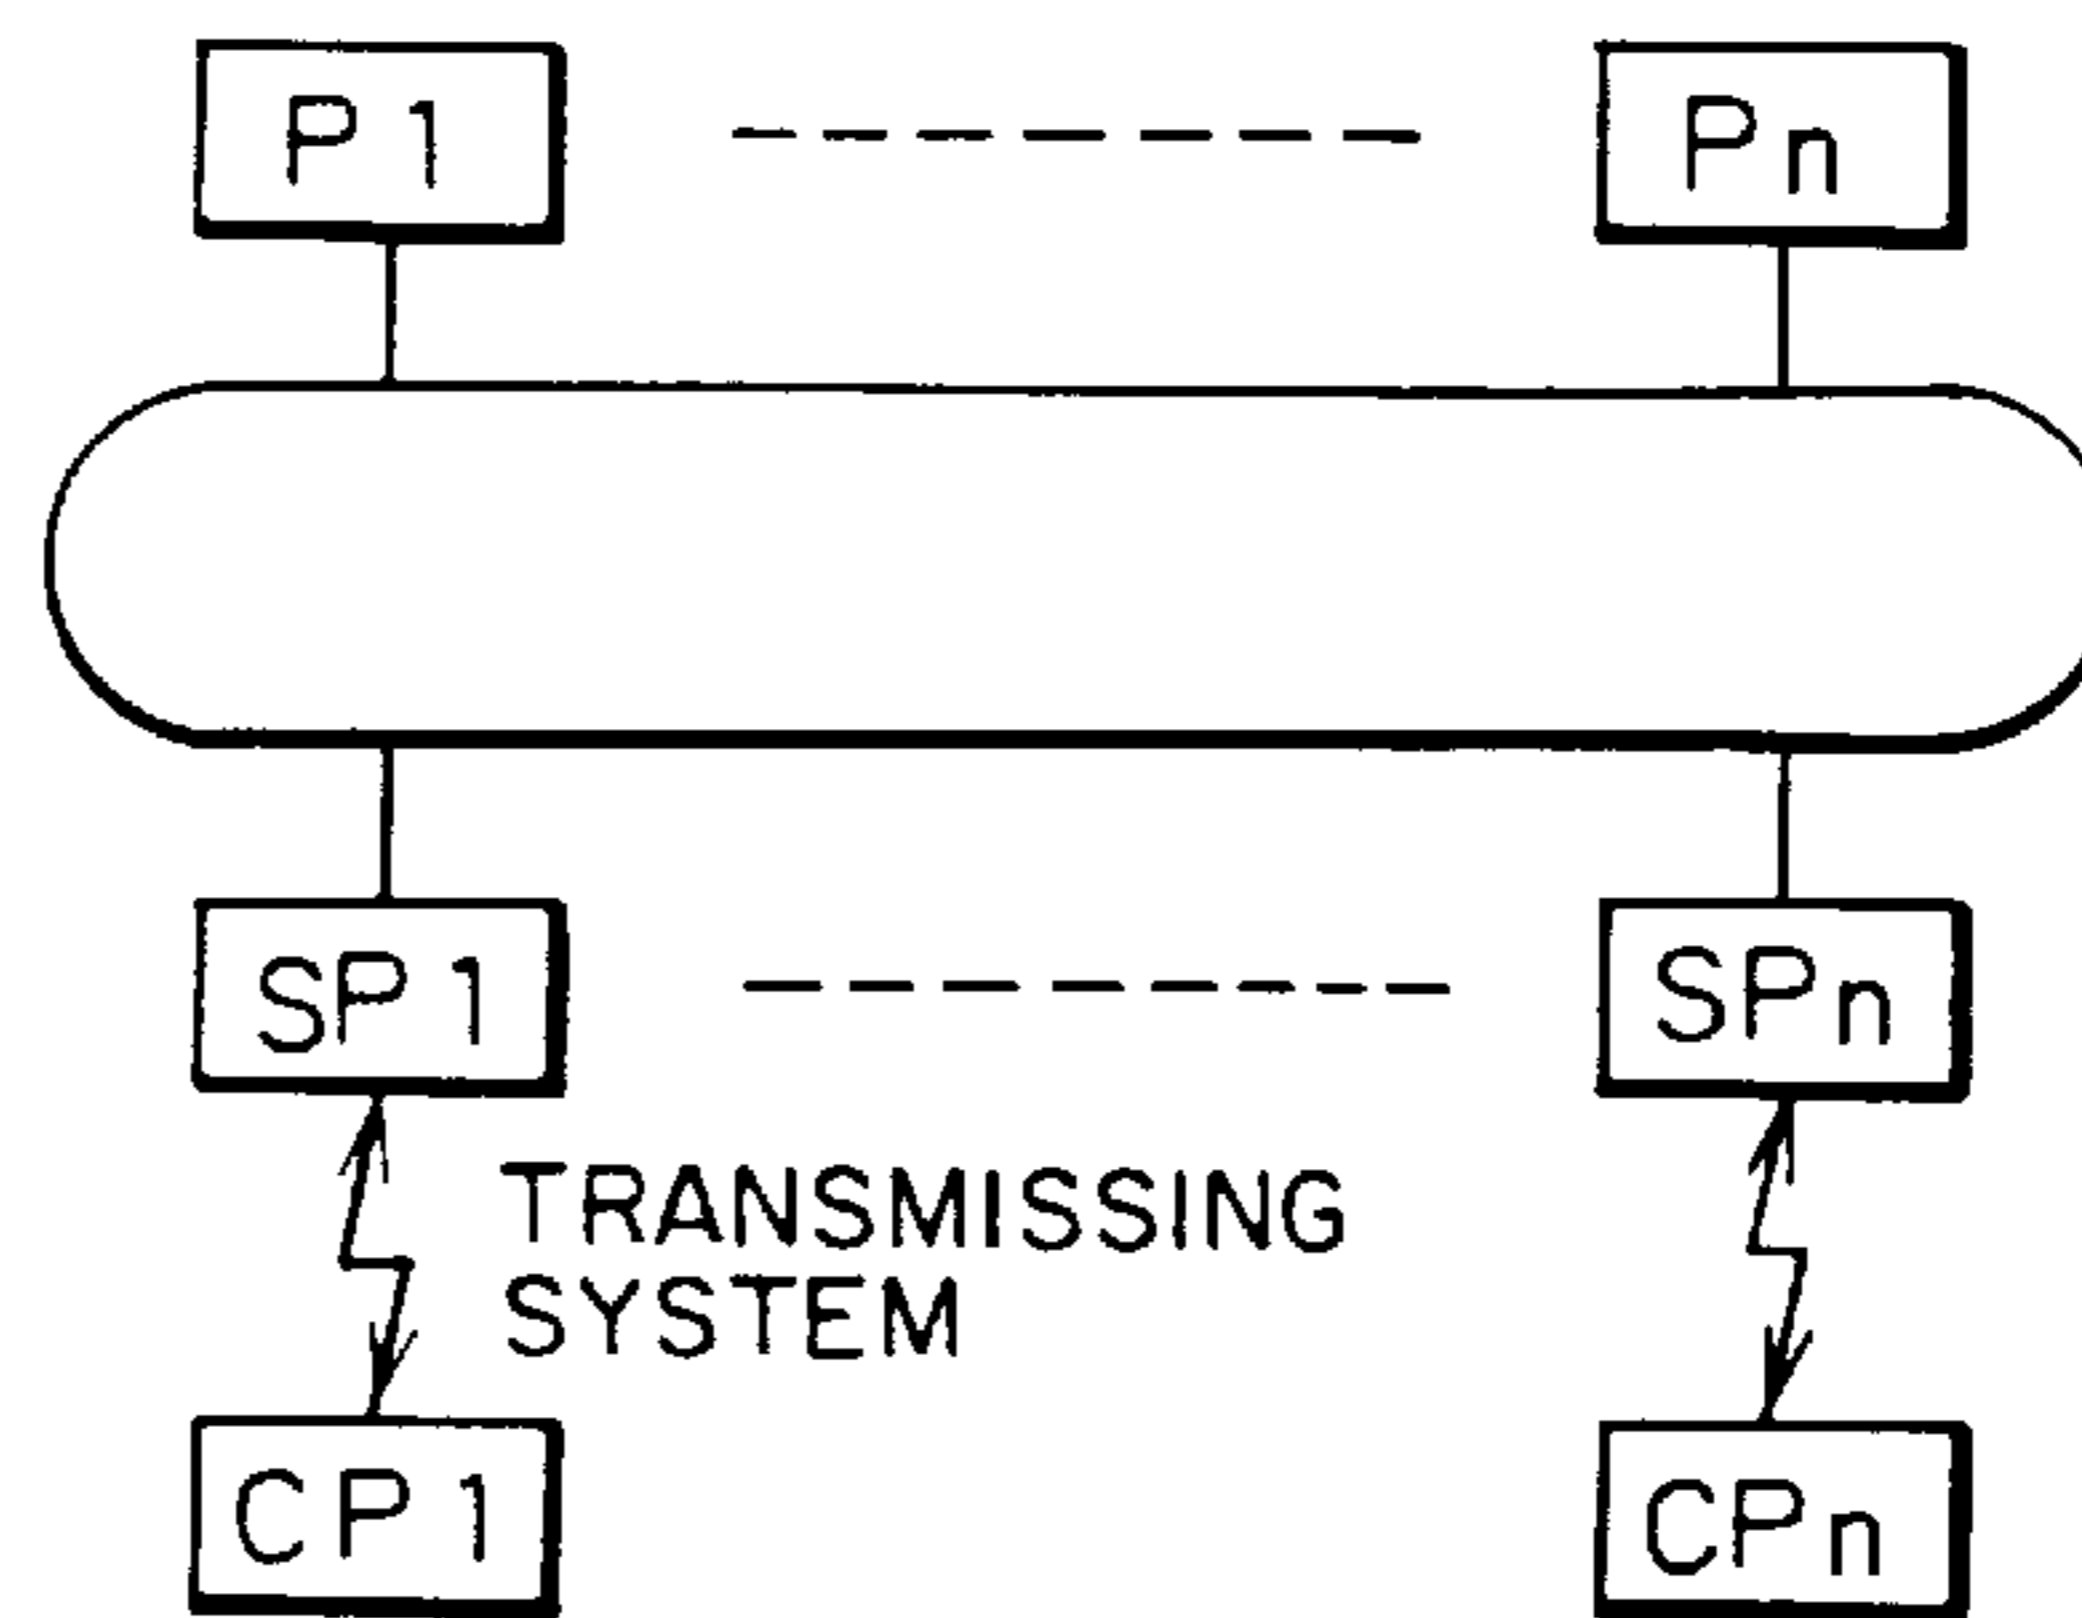 P1
Pn
SP1
SPn
TRANSMISSING
SYSTEM
CP1
CPn